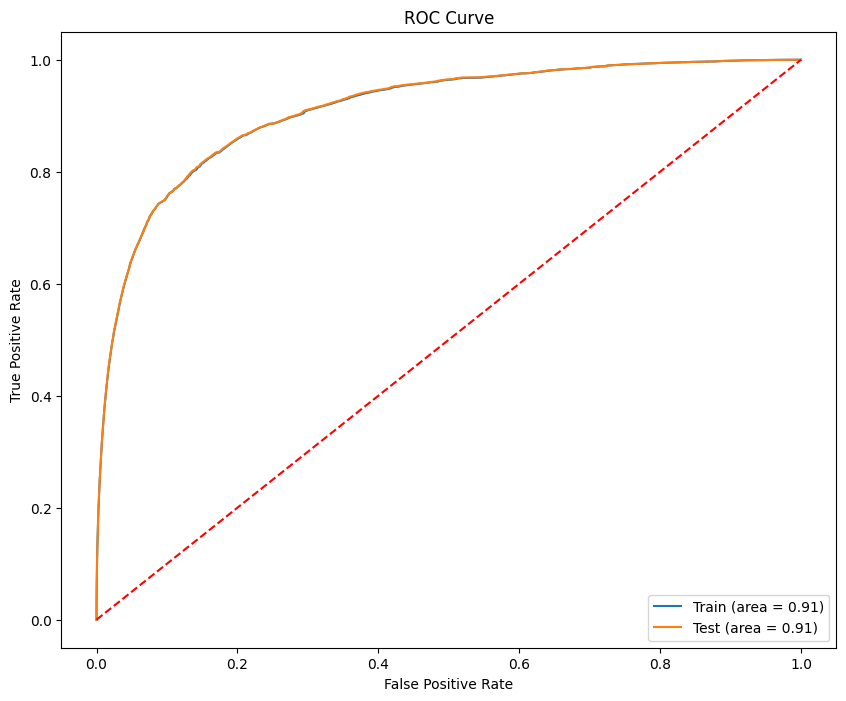 ROC Curve
1.0
0.8
0.6
0.4
0.2
0.0
True Positive Rate
0.0 0.2 0.4 0.6 0.8 1.0
False Positive Rate
Train (area = 0.91)
Test (area = 0.91)